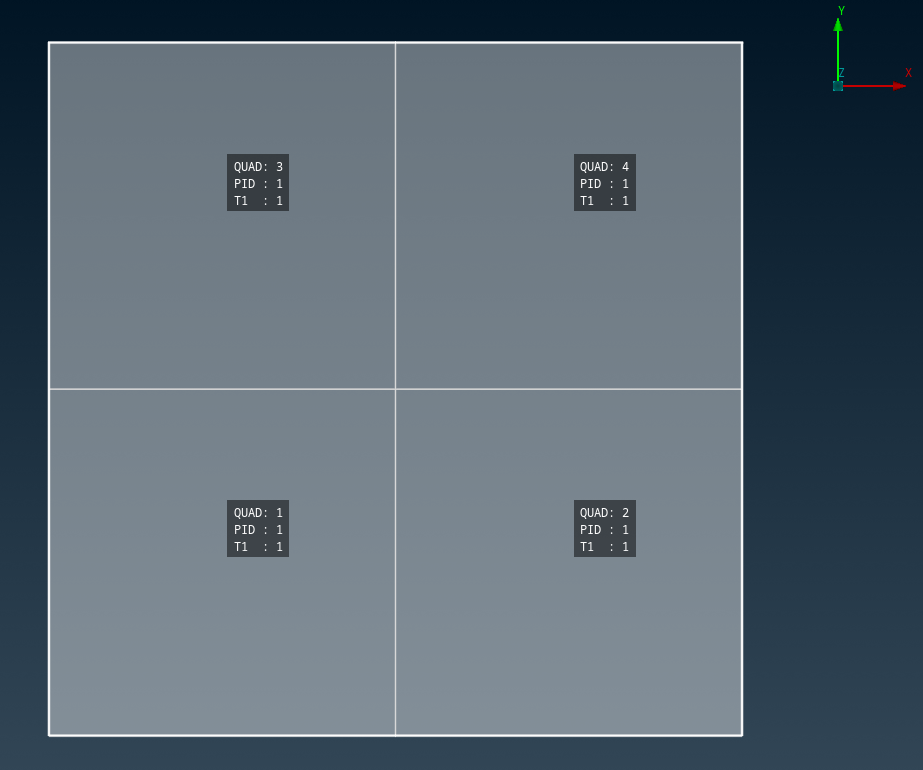 Y
Z
X
QUAD: 3
PID : 1
T1  : 1
QUAD: 4
PID : 1
T1  : 1
QUAD: 1
PID : 1
T1  : 1
QUAD: 2
PID : 1
T1  : 1